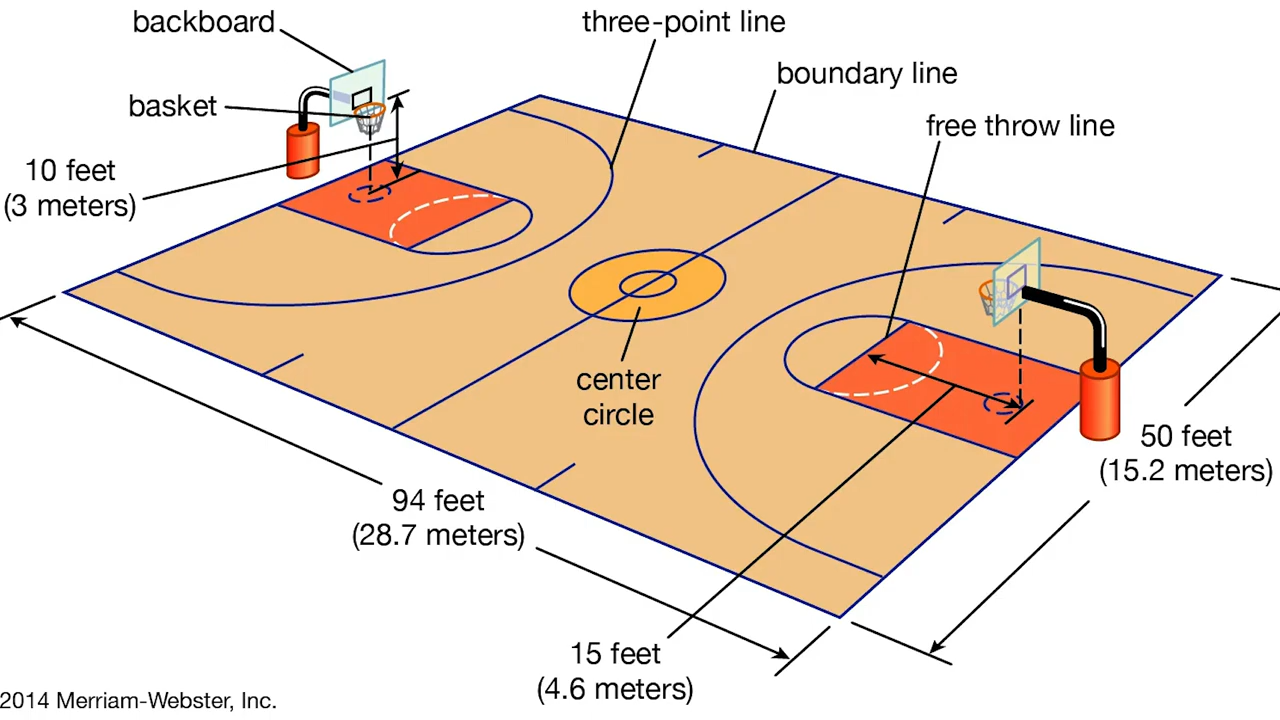 backboard
three-point line
boundary line
basket
free throw line
10 feet
(3 meters)
center
circle
50 feet
(15.2 meters)
94 feet
(28.7 meters)
15 feet
(4.6 meters)
2014 Merriam-Webster, Inc.